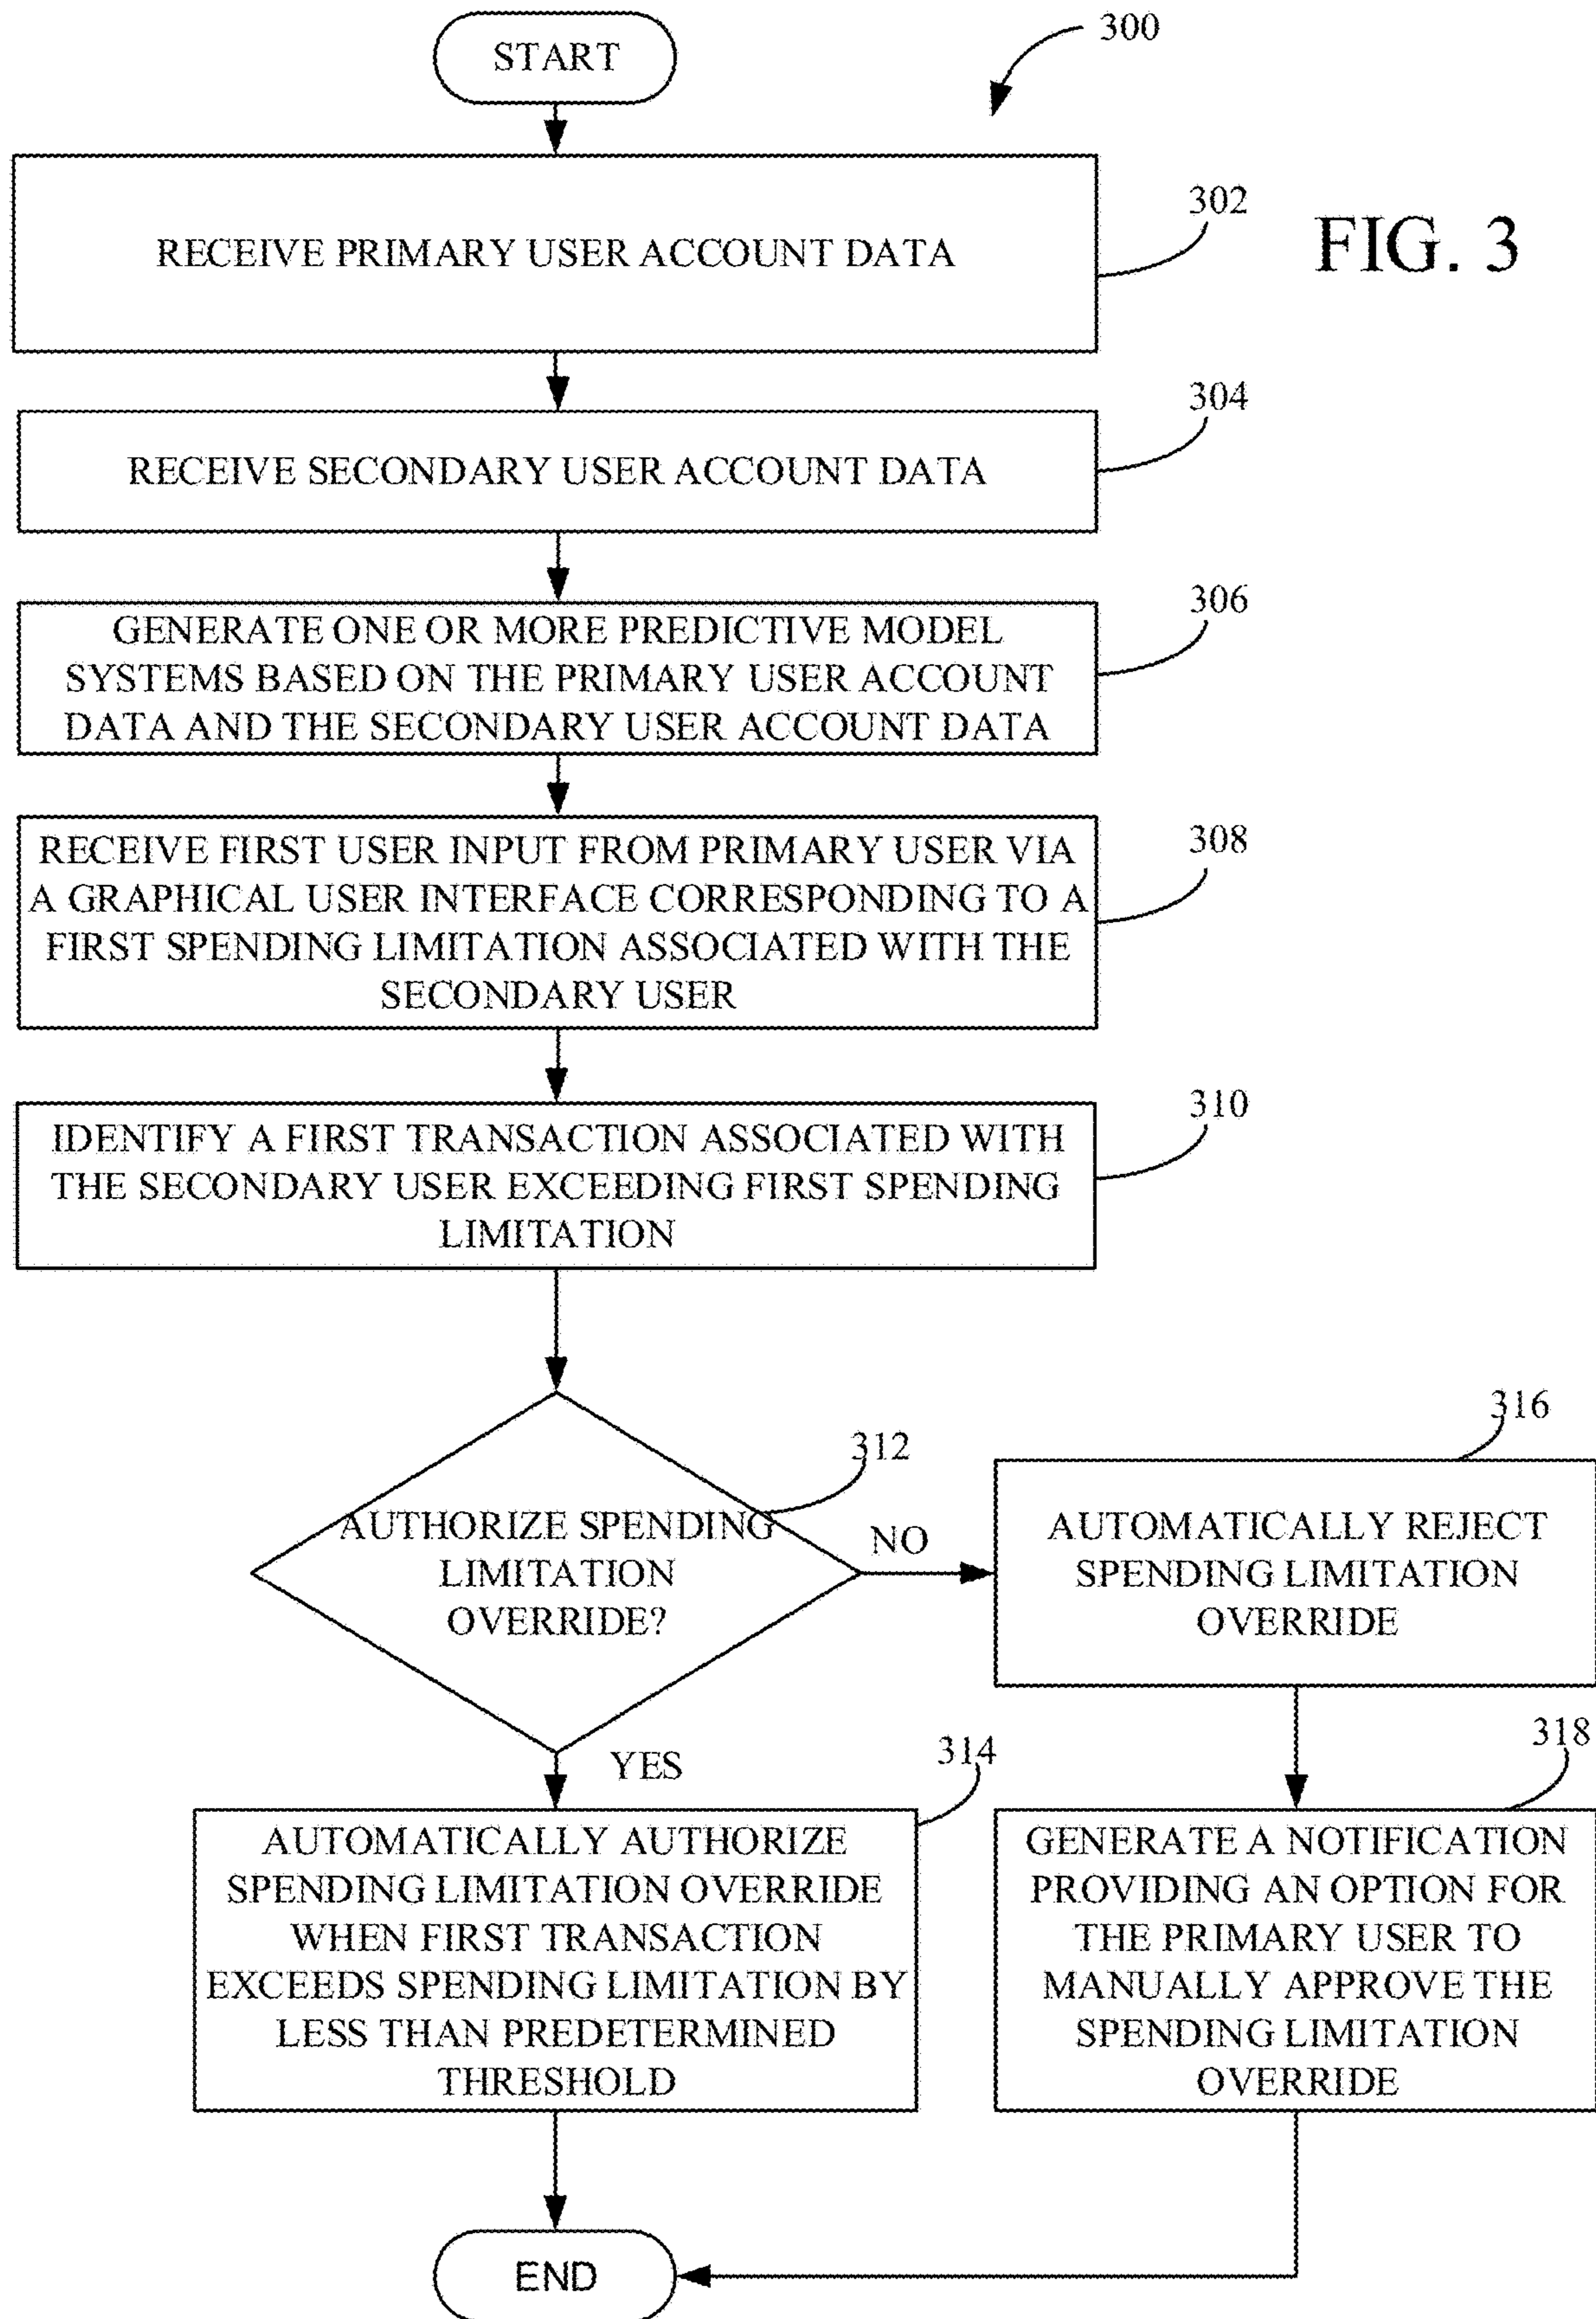 START
300
RECEIVE PRIMARY USER ACCOUNT DATA
302
FIG. 3
RECEIVE SECONDARY USER ACCOUNT DATA
304
GENERATE ONE OR MORE PREDICTIVE MODEL
SYSTEMS BASED ON THE PRIMARY USER ACCOUNT
DATA AND THE SECONDARY USER ACCOUNT DATA
306
RECEIVE FIRST USER INPUT FROM PRIMARY USER VIA
A GRAPHICAL USER INTERFACE CORRESPONDING TO A
FIRST SPENDING LIMITATION ASSOCIATED WITH THE
SECONDARY USER
308
IDENTIFY A FIRST TRANSACTION ASSOCIATED WITH
THE SECONDARY USER EXCEEDING FIRST SPENDING
LIMITATION
310
AUTHORIZE SPENDING
LIMITATION
OVERRIDE?
312
NO
AUTOMATICALLY REJECT
SPENDING LIMITATION
OVERRIDE
316
YES
AUTOMATICALLY AUTHORIZE
SPENDING LIMITATION OVERRIDE
WHEN FIRST TRANSACTION
EXCEEDS SPENDING LIMITATION BY
LESS THAN PREDETERMINED
THRESHOLD
314
GENERATE A NOTIFICATION
PROVIDING AN OPTION FOR
THE PRIMARY USER TO
MANUALLY APPROVE THE
SPENDING LIMITATION
OVERRIDE
318
END